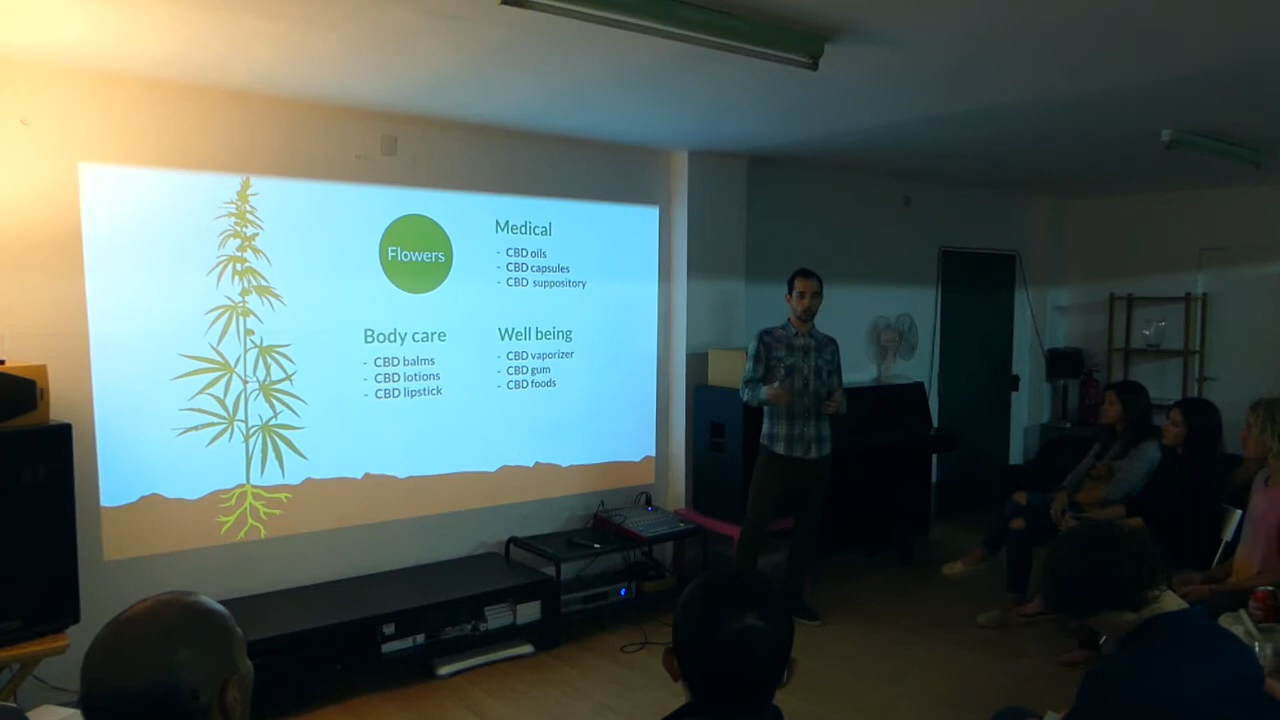 Flowers
Medical
- CBD oils
- CBD capsules
- CBD suppository
Body care
- CBD balms
- CBD lotions
- CBD lipstick
Well being
- CBD vaporizer
- CBD gum
- CBD foods